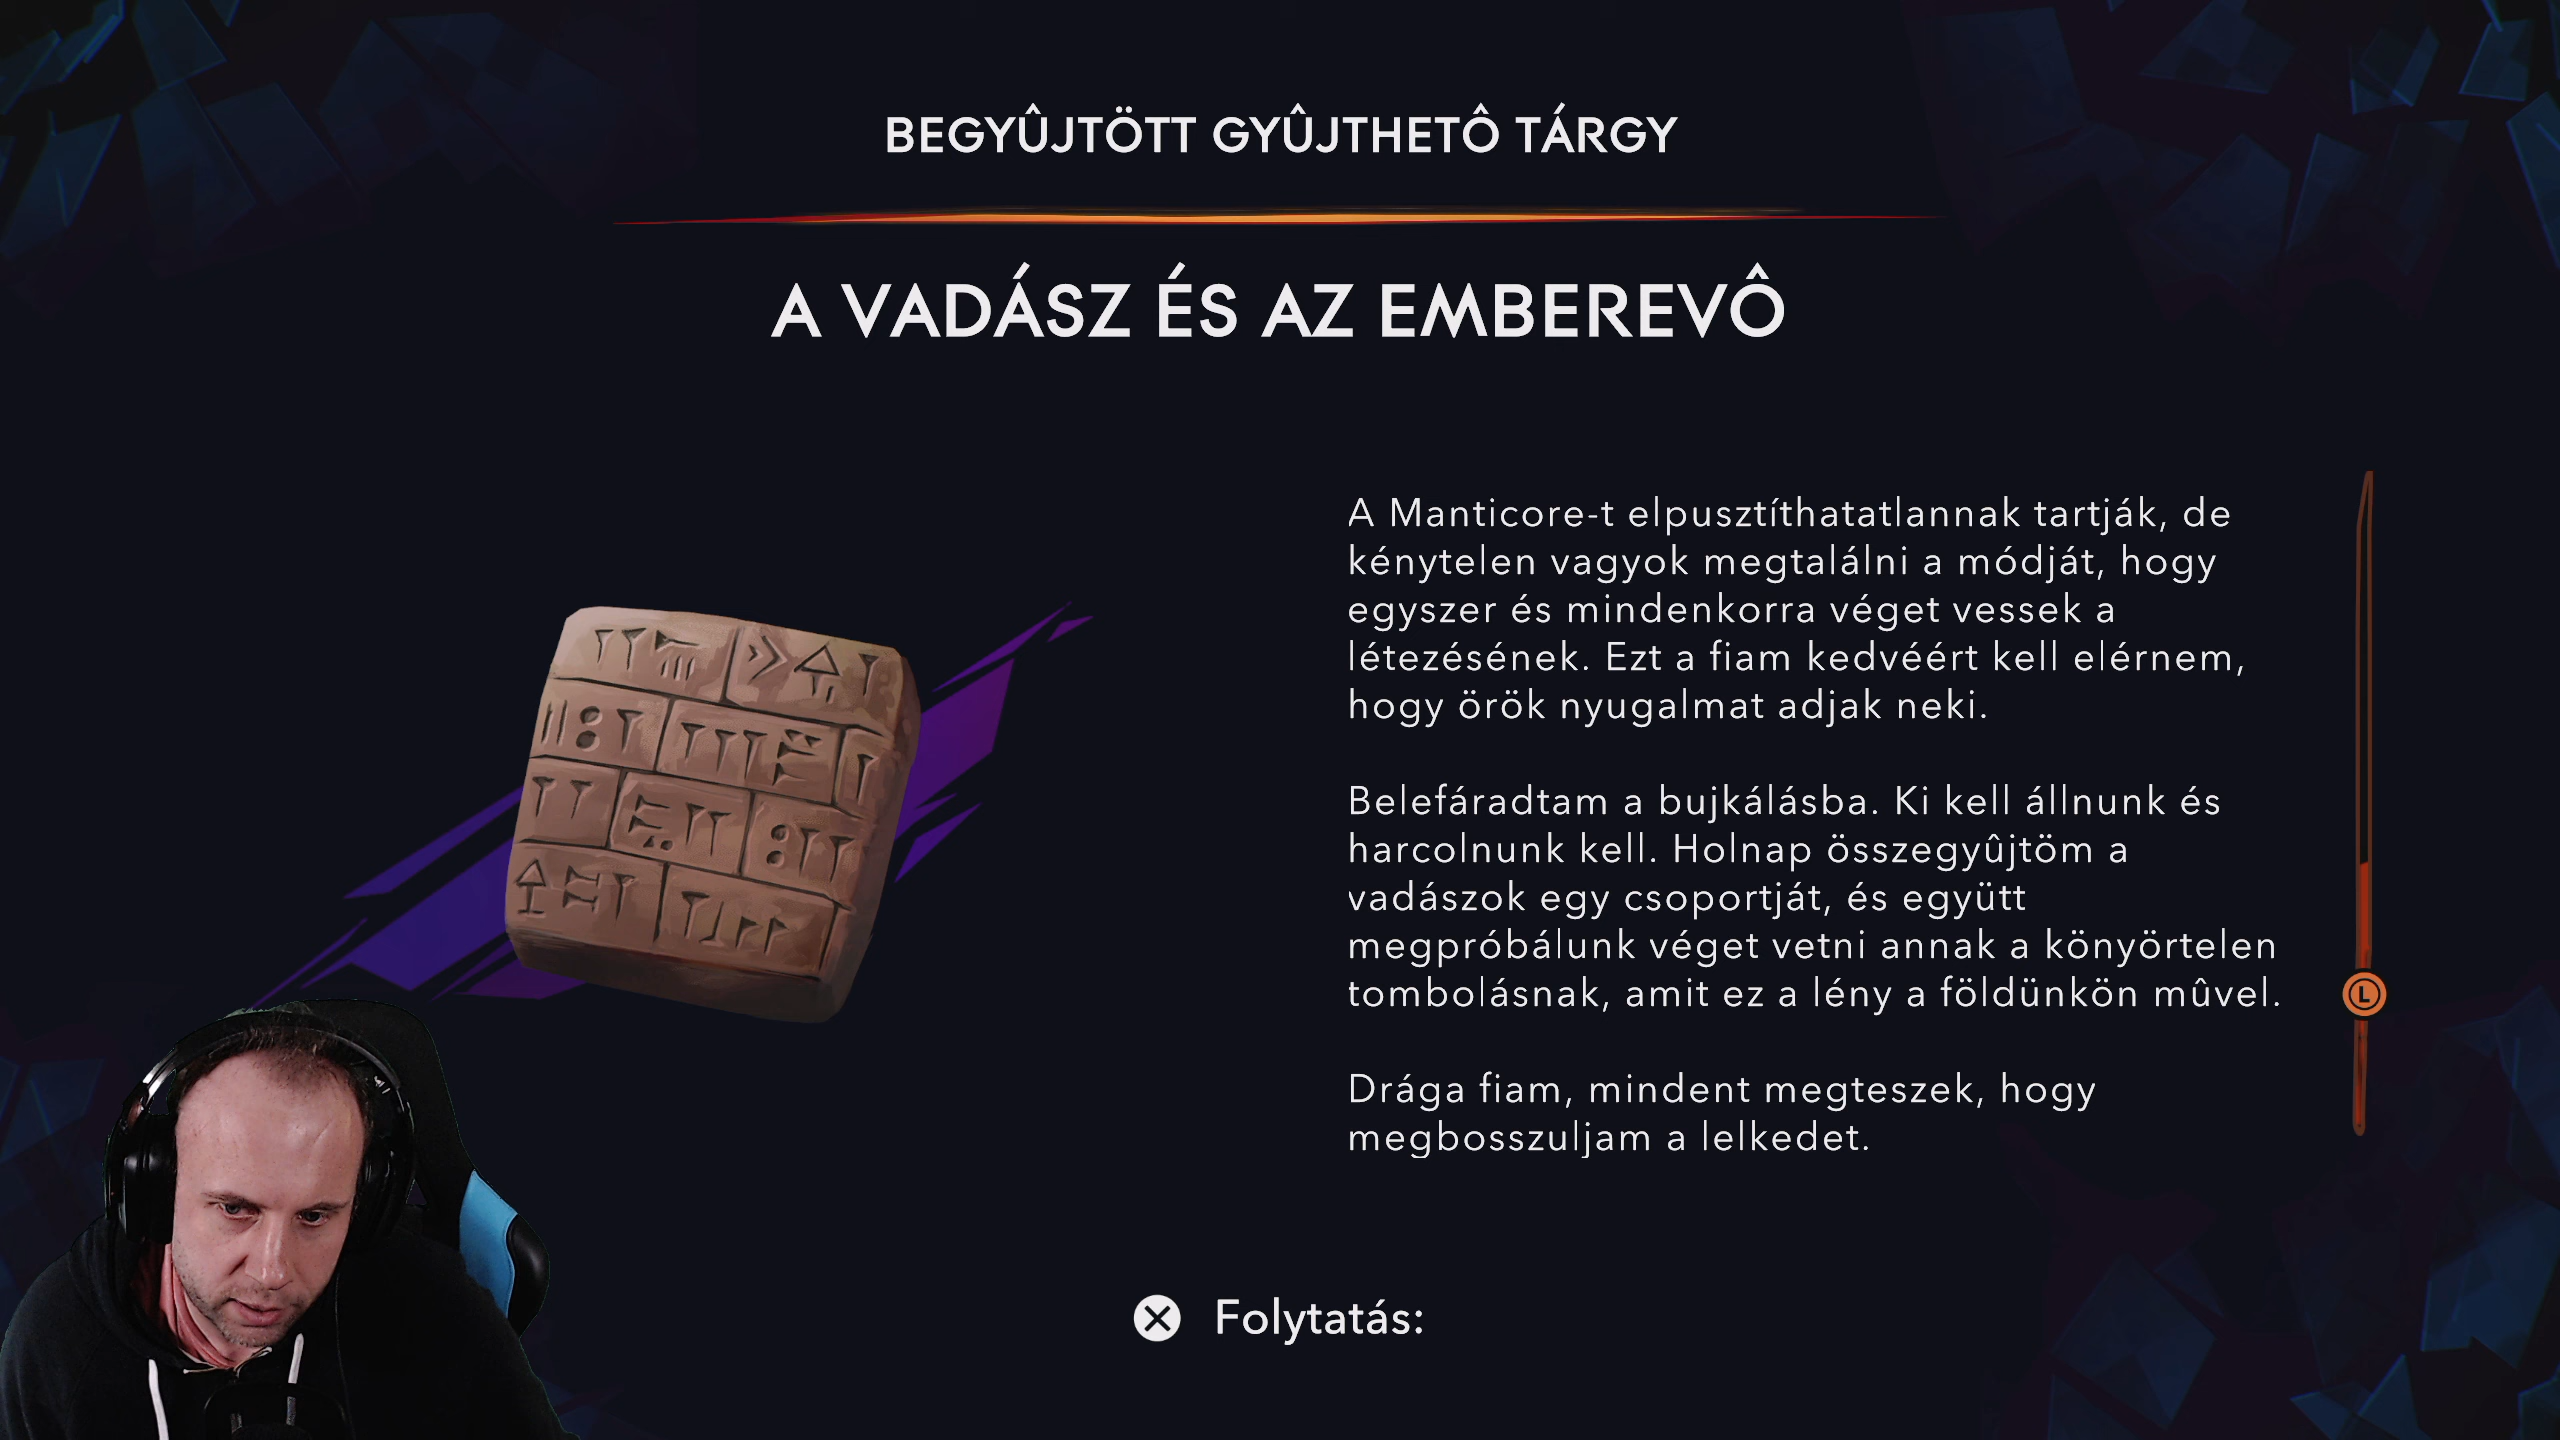 BEGYÛJTÖTT GYÛJTHETÔ TÁRGY
A VADÁSZ ÉS AZ EMBEREVÔ
A Manticore-t elpusztíthatatlannak tartják, de
kénytelen vagyok megtalálni a módját, hogy
egyszer és mindenkorra véget vessek a
létezésének. Ezt a fiam kedvéért kell elérnem,
hogy örök nyugalmat adjak neki.
Belefáradtam a bujkálásba. Ki kell állnunk és
harcolnunk kell. Holnap összegyûjtöm a
vadászok egy csoportját, és együtt
megpróbálunk véget vetni annak a könyörtelen
tombolásnak, amit ez a lény a földünkön mûvel.
L
Drága fiam, mindent megteszek, hogy
megbosszuljam a lelkedet.
Folytatás: